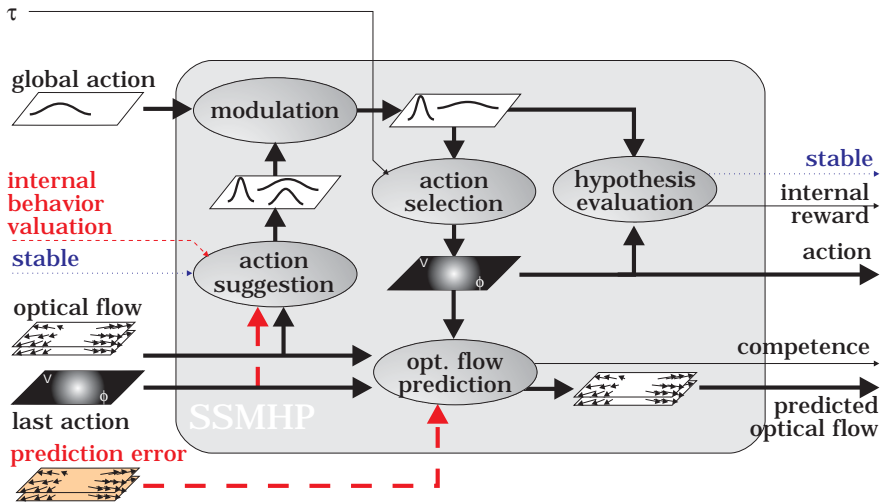 τ
global action
modulation
internal
behavior
valuation
stable
action
suggestion
action
selection
hypothesis
evaluation
stable
internal
reward
action
V
ϕ
optical flow
V
ϕ
last action
SSMHP
opt. flow
prediction
competence
predicted
optical flow
prediction error